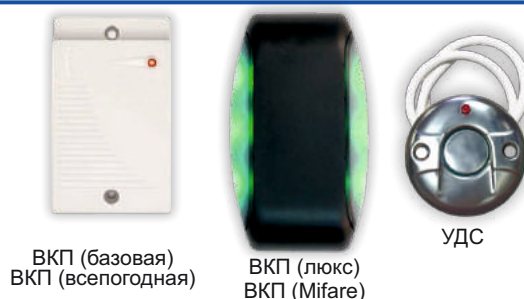 ВКП (базовая)
ВКП (всепогодная)
ВКП (люкс)
ВКП (Mifare)
УДС